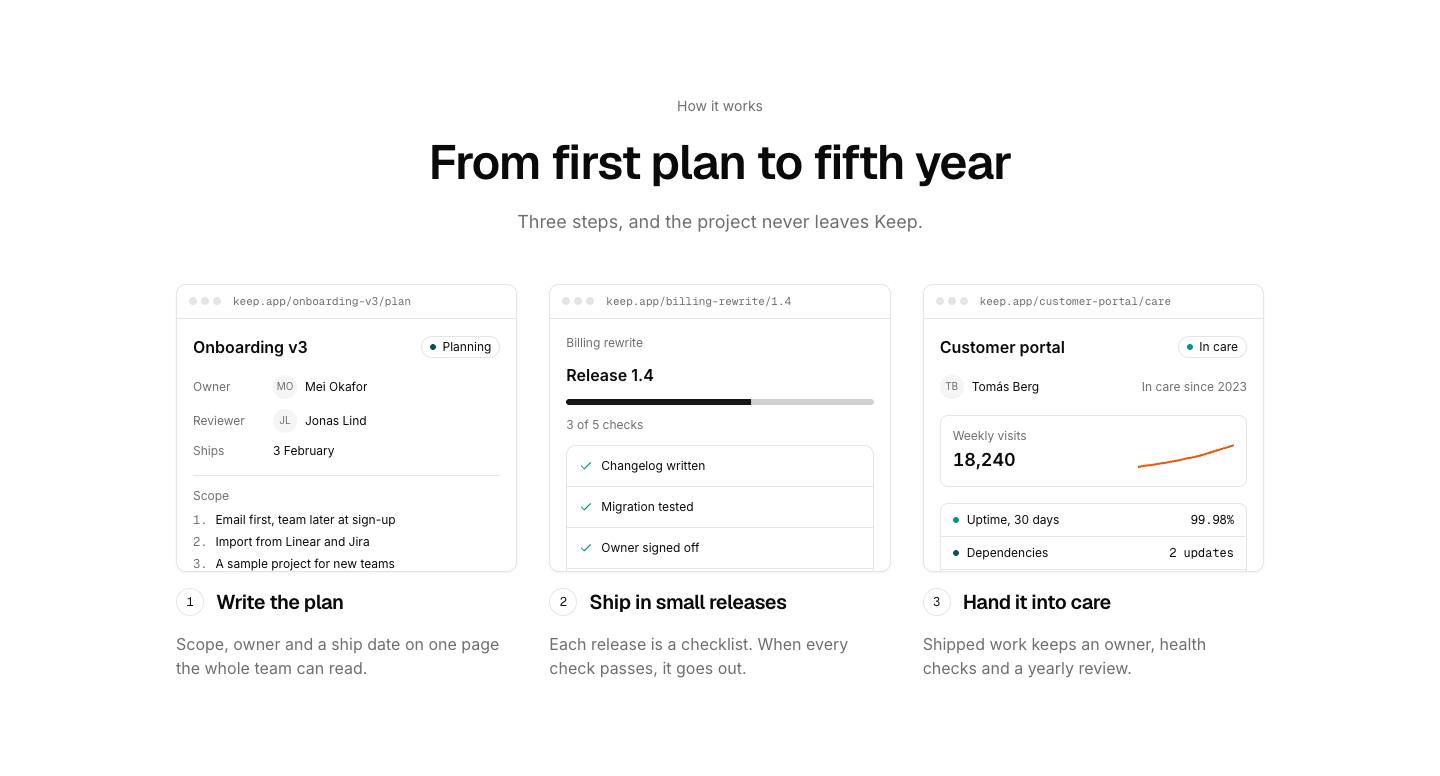 How it works
From first plan to fifth year
Three steps, and the project never leaves Keep.
keep.app/onboarding-v3/plan
Onboarding v3
Planning
Owner
MO
Mei Okafor
Reviewer
JL
Jonas Lind
Ships
3 February
Scope
1. Email first, team later at sign-up
2. Import from Linear and Jira
3. A sample project for new teams
1
Write the plan
Scope, owner and a ship date on one page
the whole team can read.
keep.app/billing-rewrite/1.4
Billing rewrite
Release 1.4
3 of 5 checks
Changelog written
Migration tested
Owner signed off
2
Ship in small releases
Each release is a checklist. When every
check passes, it goes out.
keep.app/customer-portal/care
Customer portal
In care
TB
Tomás Berg
In care since 2023
Weekly visits
18,240
Uptime, 30 days
99.98%
Dependencies
2 updates
3
Hand it into care
Shipped work keeps an owner, health
checks and a yearly review.